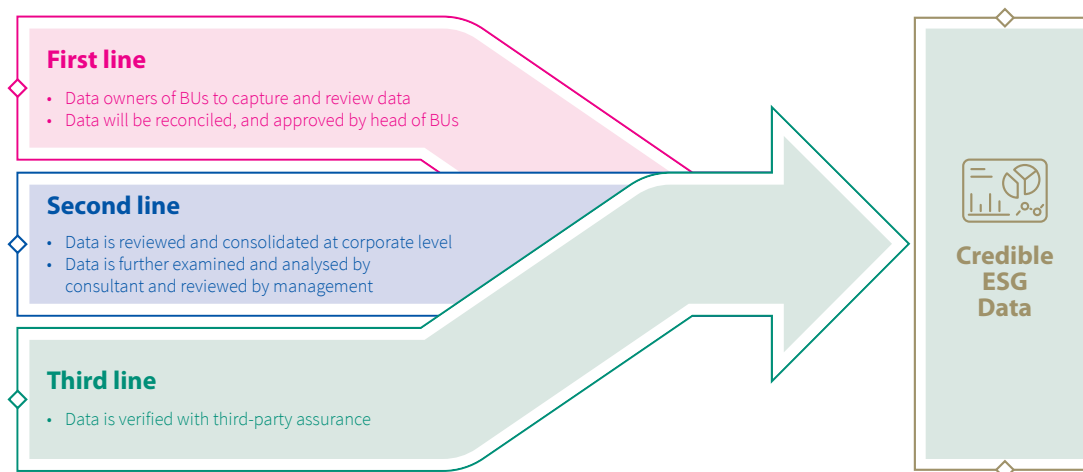 First line
• Data owners of BUs to capture and review data
• Data will be reconciled, and approved by head of BUs
Second line
• Data is reviewed and consolidated at corporate level
• Data is further examined and analysed by
consultant and reviewed by management
Third line
• Data is verified with third-party assurance
Credible
ESG
Data